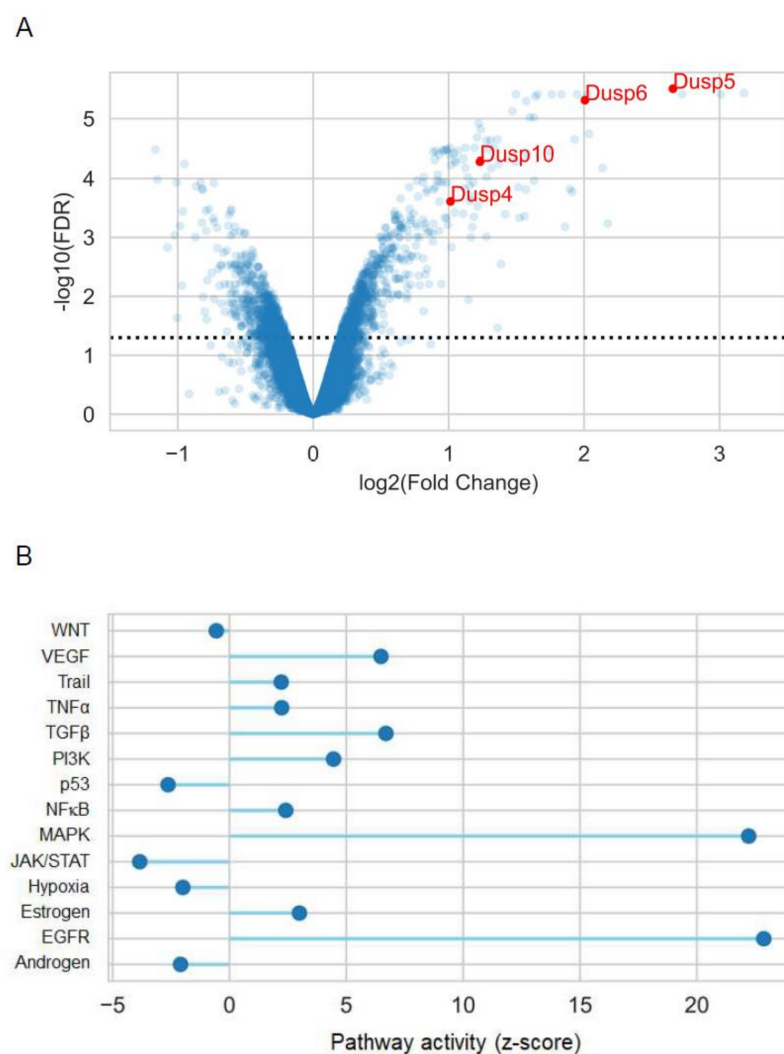 A
Dusp5
Dusp6
5
Dusp10
4
Dusp4
3
2
1
0
-log10(FDR)
−1 0 1 2 3
log2(Fold Change)
B
WNT
VEGF
Trail
TNFα
TGFβ
PI3K
p53
NFκB
MAPK
JAK/STAT
Hypoxia
Estrogen
EGFR
Androgen
−5 0 5 10 15 20
Pathway activity (z-score)